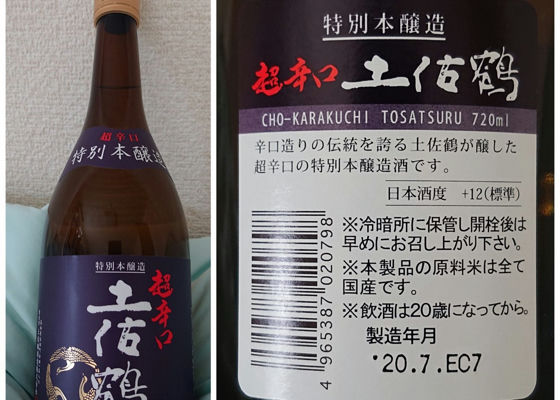 超辛口
特別本醸造
特別本醸造
超辛口
土佐鶴
特別本醸造
超辛口 土佐鶴
CHO-KARAKUCHI TOSATSURU 720ml
辛口造りの伝統を誇る土佐鶴が醸した
超辛口の特別本醸造酒です。
日本酒度 +12(標準)
※冷暗所に保管し開栓後は
早めにお召し上がり下さい。
※本製品の原料米は全て
国産です。
※飲酒は20歳になってから。
製造年月
'20.7.EC7
4 965387 020798